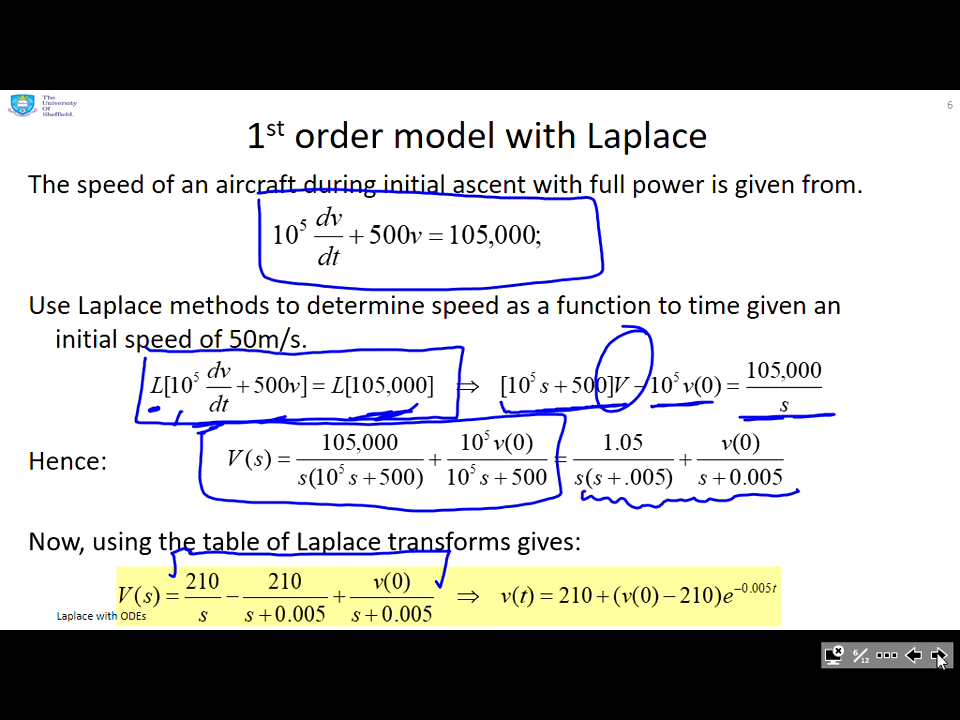 The
University
Of
Sheffield.
6
1st order model with Laplace
The speed of an aircraft during initial ascent with full power is given from.
10^5 dv/dt + 500v = 105,000;
Use Laplace methods to determine speed as a function to time given an
initial speed of 50m/s.
L[10^5 dv/dt + 500v] = L[105,000] ⇒ [10^5 s + 500]V − 10^5 v(0) = 105,000/s
Hence: V(s) = 105,000/(s(10^5 s + 500)) + 10^5 v(0)/(10^5 s + 500) = 1.05/(s(s + .005)) + v(0)/(s + 0.005)
Now, using the table of Laplace transforms gives:
V(s) = 210/s − 210/(s + 0.005) + v(0)/(s + 0.005) ⇒ v(t) = 210 + (v(0) − 210)e^(−0.005t)
Laplace with ODEs
6/12